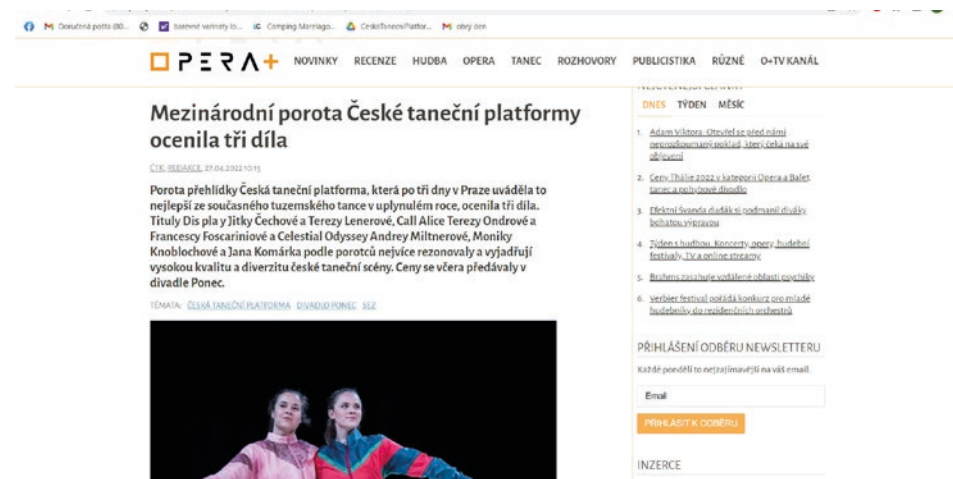 Doručená pošta (80...
barevné varinaty lo...
Camping Marmago...
CeskaTanecniPlatfor...
obry den
OPERA+
NOVINKY RECENZE HUDBA OPERA TANEC ROZHOVORY PUBLICISTIKA RŮZNÉ O+TV KANÁL
Mezinárodní porota České taneční platformy
ocenila tři díla
ČTK, REDAKCE, 27.04.2022 10:15
Porota přehlídky Česká taneční platforma, která po tři dny v Praze uváděla to
nejlepší ze současného tuzemského tance v uplynulém roce, ocenila tři díla.
Tituly Dis pla y Jitky Čechové a Terezy Lenerové, Call Alice Terezy Ondrové a
Francescy Foscariniové a Celestial Odyssey Andrey Miltnerové, Moniky
Knoblochové a Jana Komárka podle porotců nejvíce rezonovaly a vyjadřují
vysokou kvalitu a diverzitu české taneční scény. Ceny se včera předávaly v
divadle Ponec.
TÉMATA: ČESKÁ TANEČNÍ PLATFORMA DIVADLO PONEC SEZ
NEJČTENĚJŠÍ ČLÁNKY
DNES TÝDEN MĚSÍC
1. Adam Viktora: Otevřel se před námi
neprozkoumaný poklad, který čeká na své
objevení
2. Ceny Thálie 2022 v kategorii Opera a Balet,
tanec a pohybové divadlo
3. Efektní Švanda dudák si podmanil diváky
bohatou výpravou
4. Týden s hudbou. Koncerty, opery, hudební
festivaly, TV a online streamy
5. Brahms zasahuje vzdálené oblasti psychiky
6. Verbier festival pořádá konkurz pro mladé
hudebníky do rezidenčních orchestrů
PŘIHLÁŠENÍ ODBĚRU NEWSLETTERU
Každé pondělí to nejzajímavější na váš email
Email
PŘIHLÁSIT K ODBĚRU
INZERCE